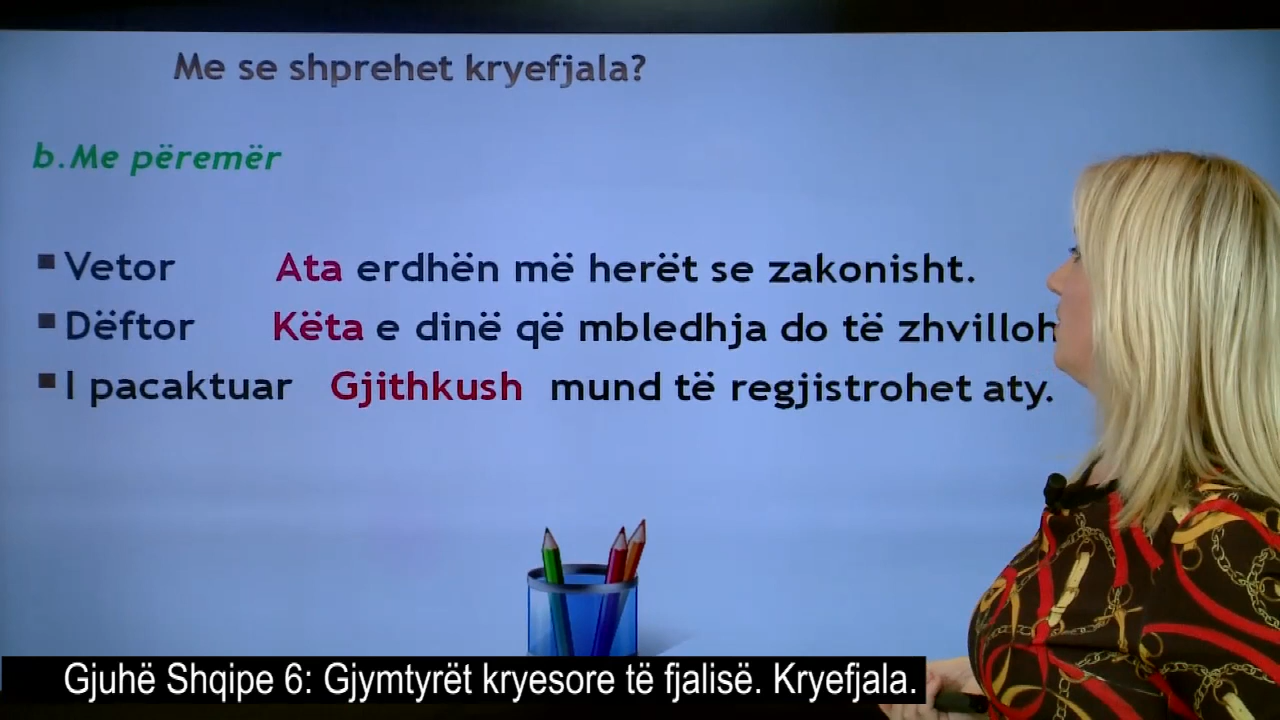 Me se shprehet kryefjala?
b.Me përemër
Vetor Ata erdhën më herët se zakonisht.
Dëftor Këta e dinë që mbledhja do të zhvilloh
I pacaktuar Gjithkush mund të regjistrohet aty.
Gjuhë Shqipe 6: Gjymtyrët kryesore të fjalisë. Kryefjala.